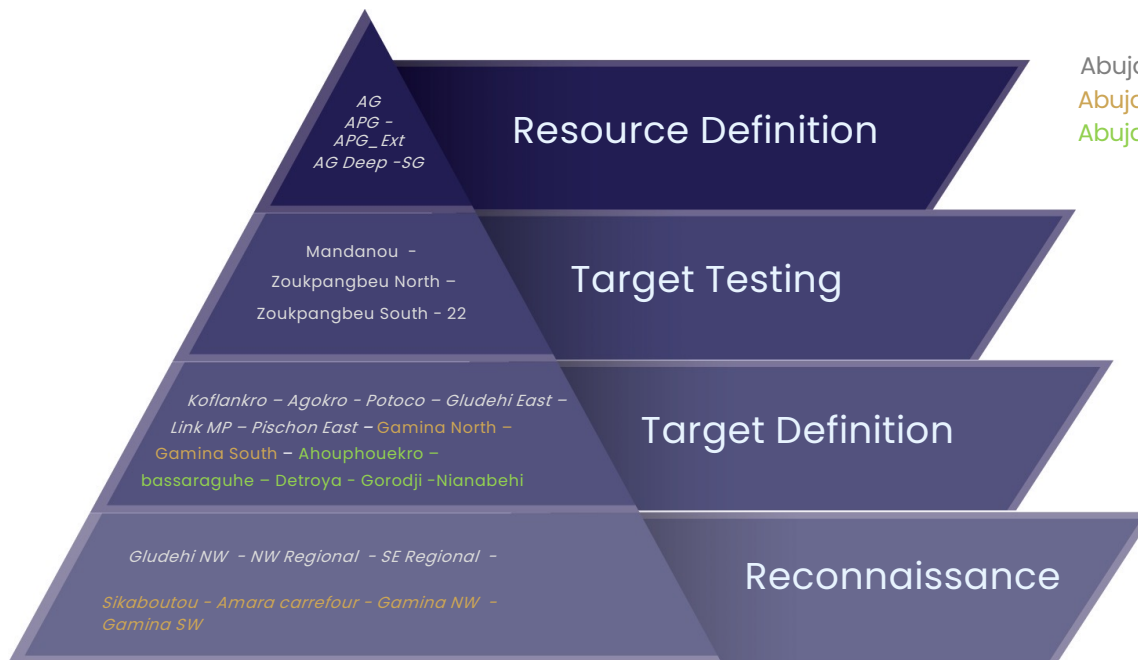 AG
APG -
APG_Ext
AG Deep -SG
Resource Definition
Mandanou -
Zoukpangbeu North –
Zoukpangbeu South - 22
Target Testing
Koflankro – Agokro - Potoco – Gludehi East –
Link MP – Pischon East – Gamina North –
Gamina South – Ahouphouekro –
bassaraguhe – Detroya - Gorodji -Nianabehi
Target Definition
Gludehi NW - NW Regional - SE Regional -
Sikaboutou - Amara carrefour - Gamina NW -
Gamina SW
Reconnaissance